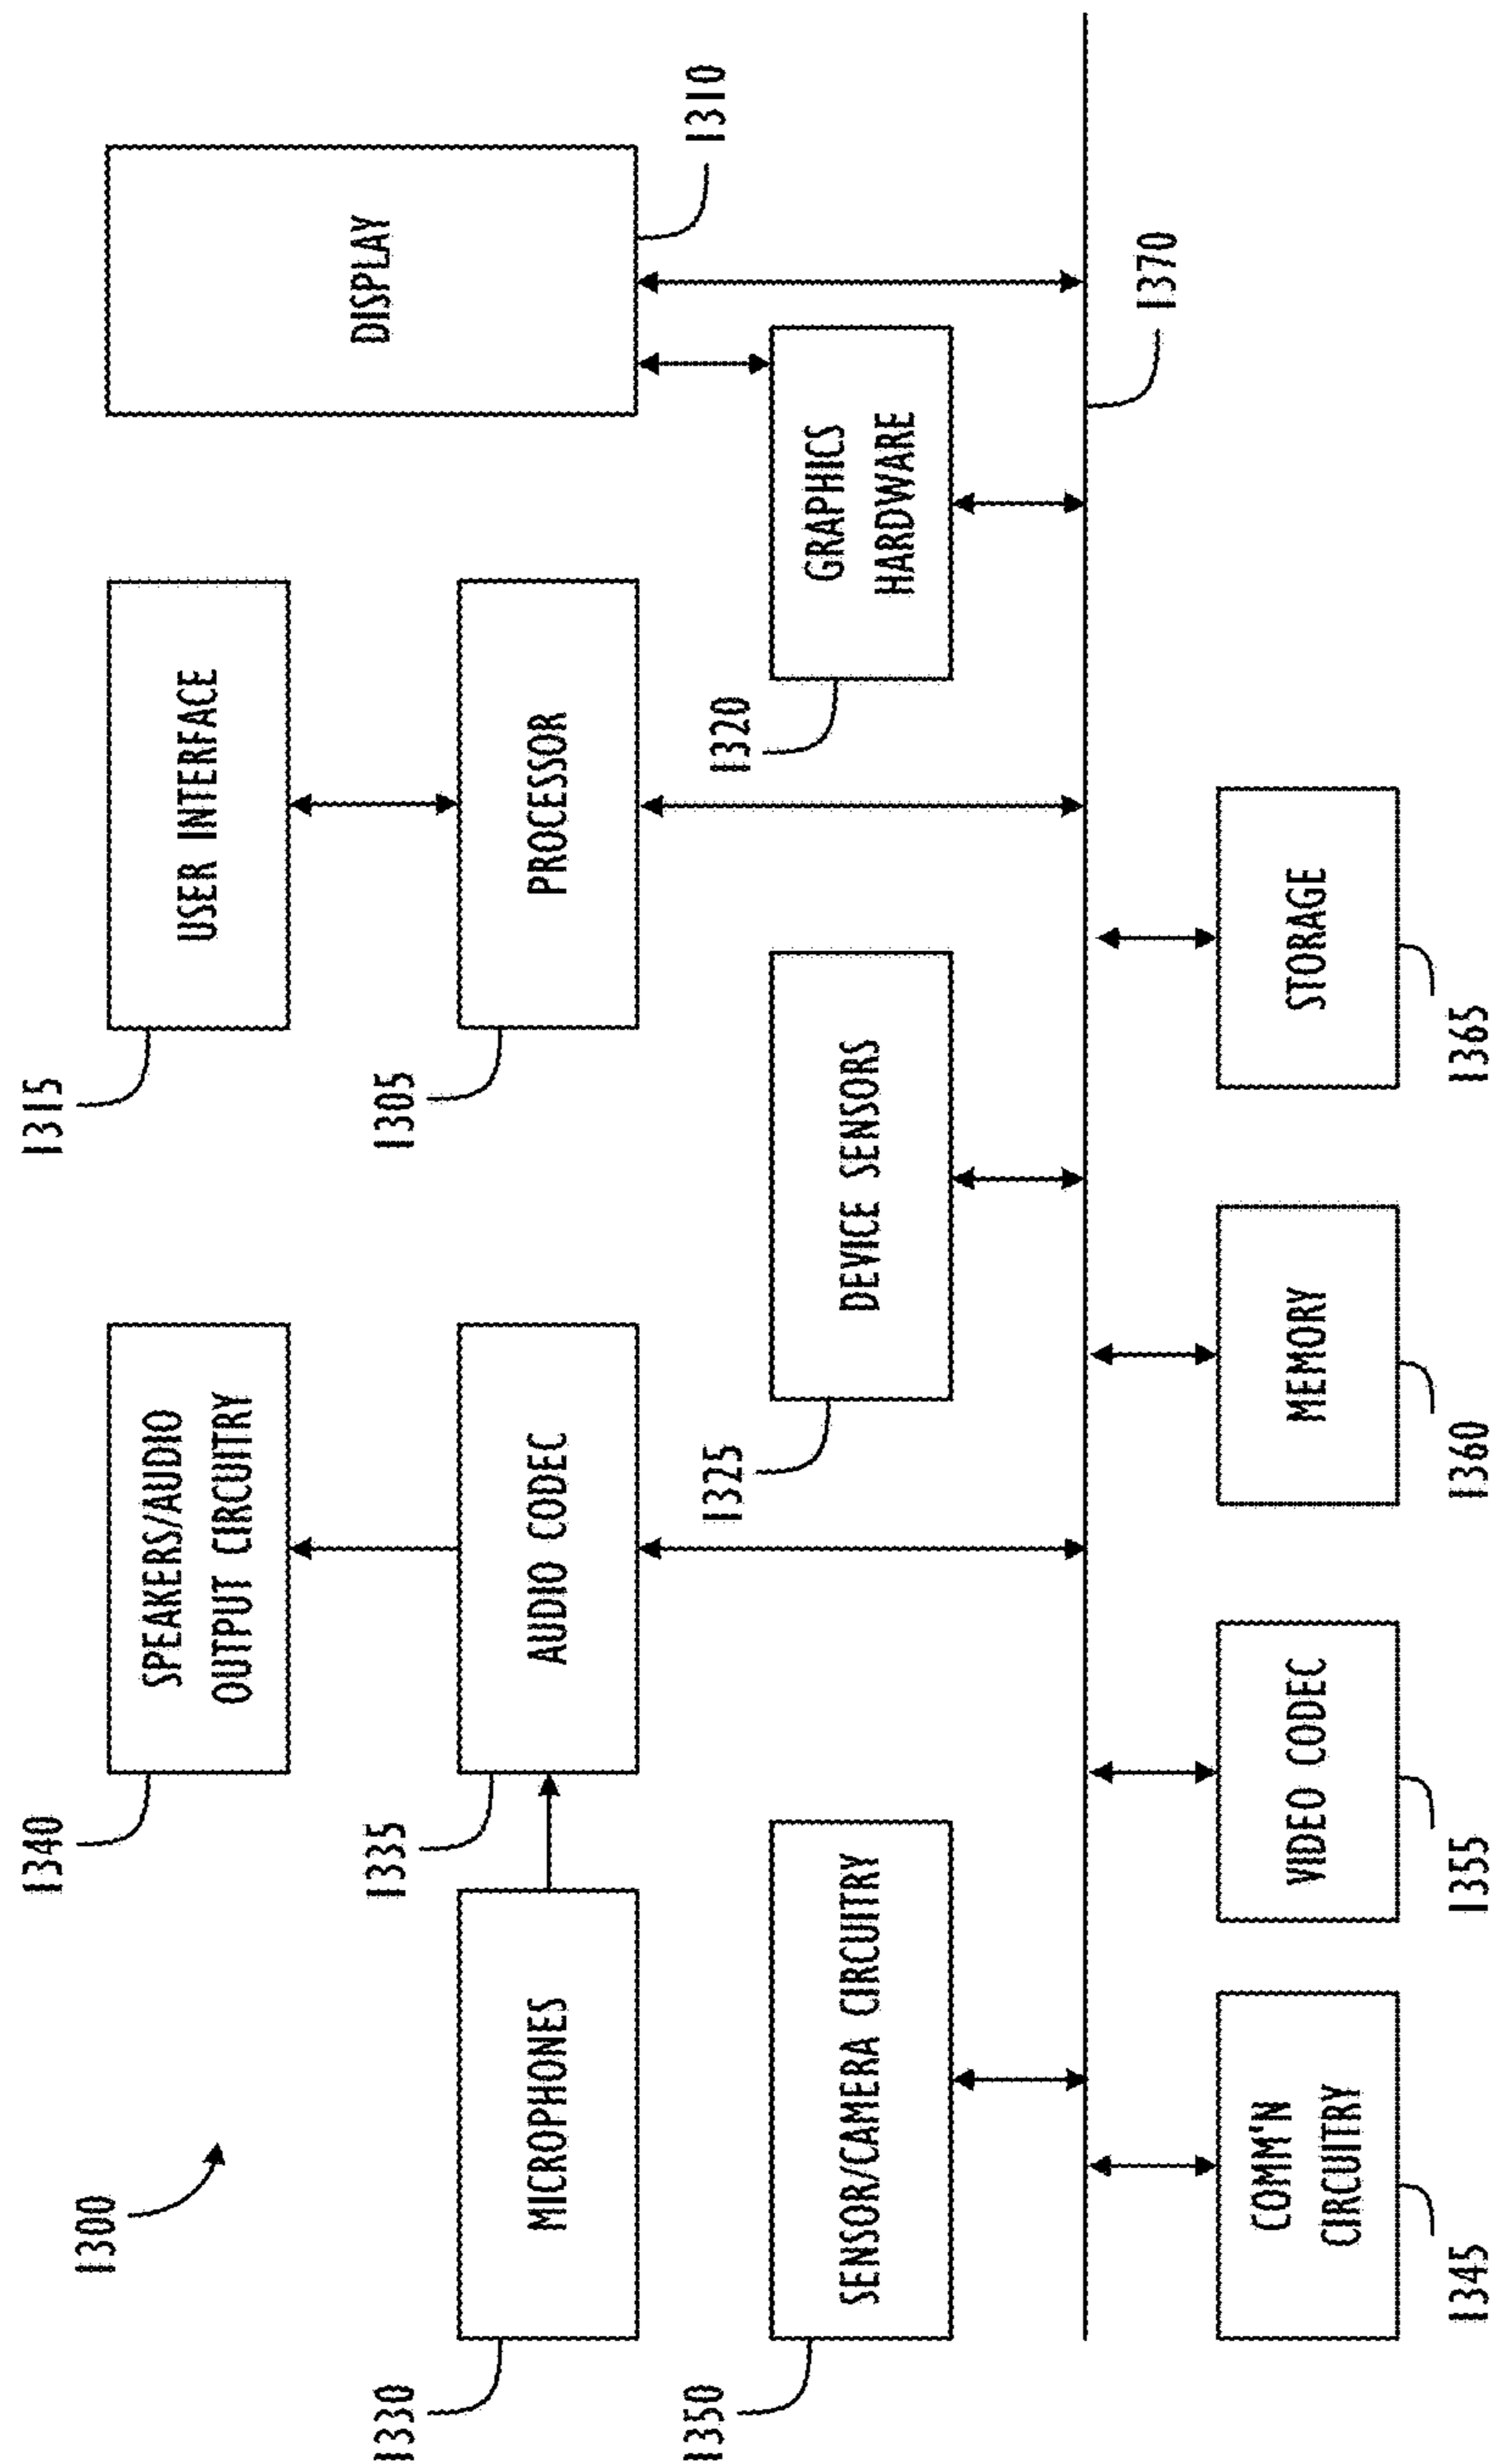 1300
1340
SPEAKERS/AUDIO
OUTPUT CIRCUITRY
1315
USER INTERFACE
DISPLAY
1310
1330
MICROPHONES
1335
AUDIO CODEC
1305
PROCESSOR
1350
SENSOR/CAMERA CIRCUITRY
1325
DEVICE SENSORS
1320
GRAPHICS
HARDWARE
1370
COMM'N
CIRCUITRY
1345
VIDEO CODEC
1355
MEMORY
1360
STORAGE
1365